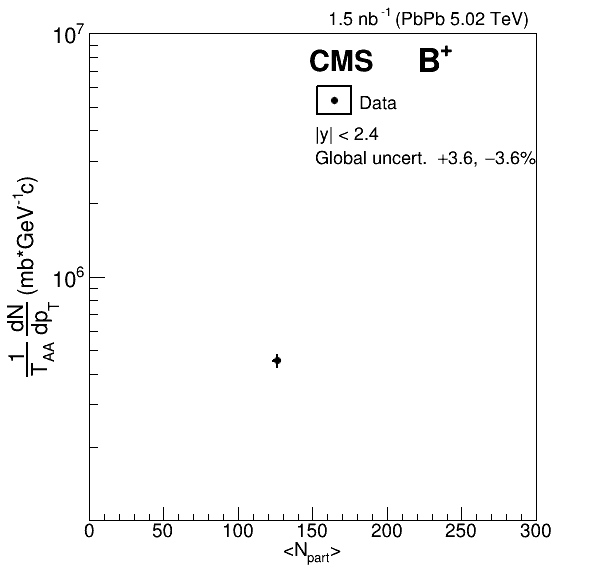 1.5 nb⁻¹ (PbPb 5.02 TeV)
10⁷
CMS B⁺
Data
|y| < 2.4
Global uncert. +3.6, −3.6%
10⁶
1/T_AA dN/dp_T (mb*GeV⁻¹c)
0 50 100 150 200 250 300
<N_part>